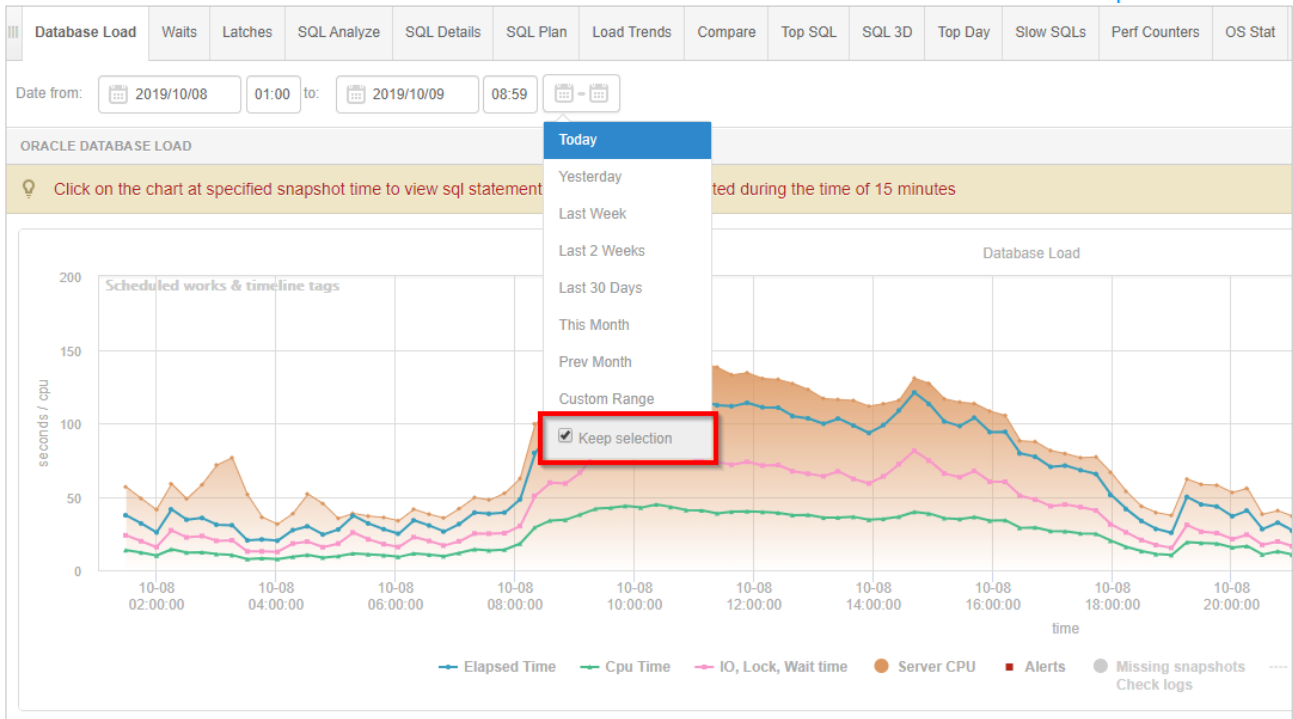 Database Load Waits Latches SQL Analyze SQL Details SQL Plan Load Trends Compare Top SQL SQL 3D Top Day Slow SQLs Perf Counters OS Stat
Date from: 2019/10/08 01:00 to: 2019/10/09 08:59 -
Today
ORACLE DATABASE LOAD
Click on the chart at specified snapshot time to view sql statement ted during the time of 15 minutes
Yesterday
Last Week
Last 2 Weeks
Last 30 Days
This Month
Prev Month
Custom Range
Keep selection
Database Load
Scheduled works & timeline tags
200
150
100
50
0
seconds / cpu
10-08 10-08 10-08 10-08 10-08 10-08 10-08 10-08 10-08 10-08
02:00:00 04:00:00 06:00:00 08:00:00 10:00:00 12:00:00 14:00:00 16:00:00 18:00:00 20:00:00
time
Elapsed Time Cpu Time IO, Lock, Wait time Server CPU Alerts Missing snapshots
Check logs